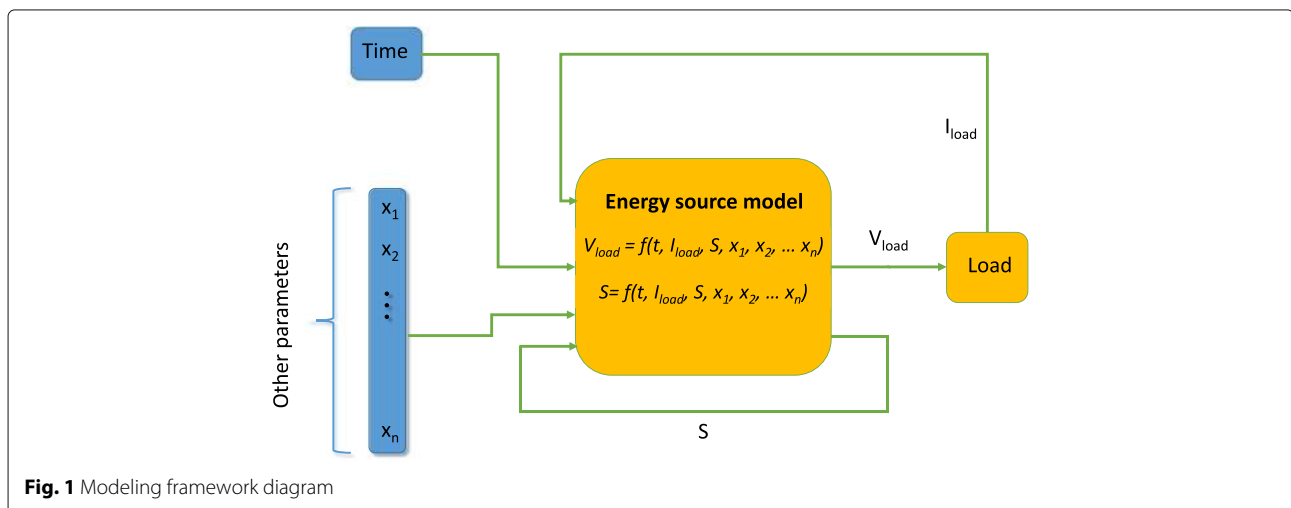 Time
I_load
Other parameters
x_1
x_2
⋮
x_n
Energy source model
V_load = f(t, I_load, S, x_1, x_2, ... x_n)
S= f(t, I_load, S, x_1, x_2, ... x_n)
V_load
Load
S
Fig. 1 Modeling framework diagram